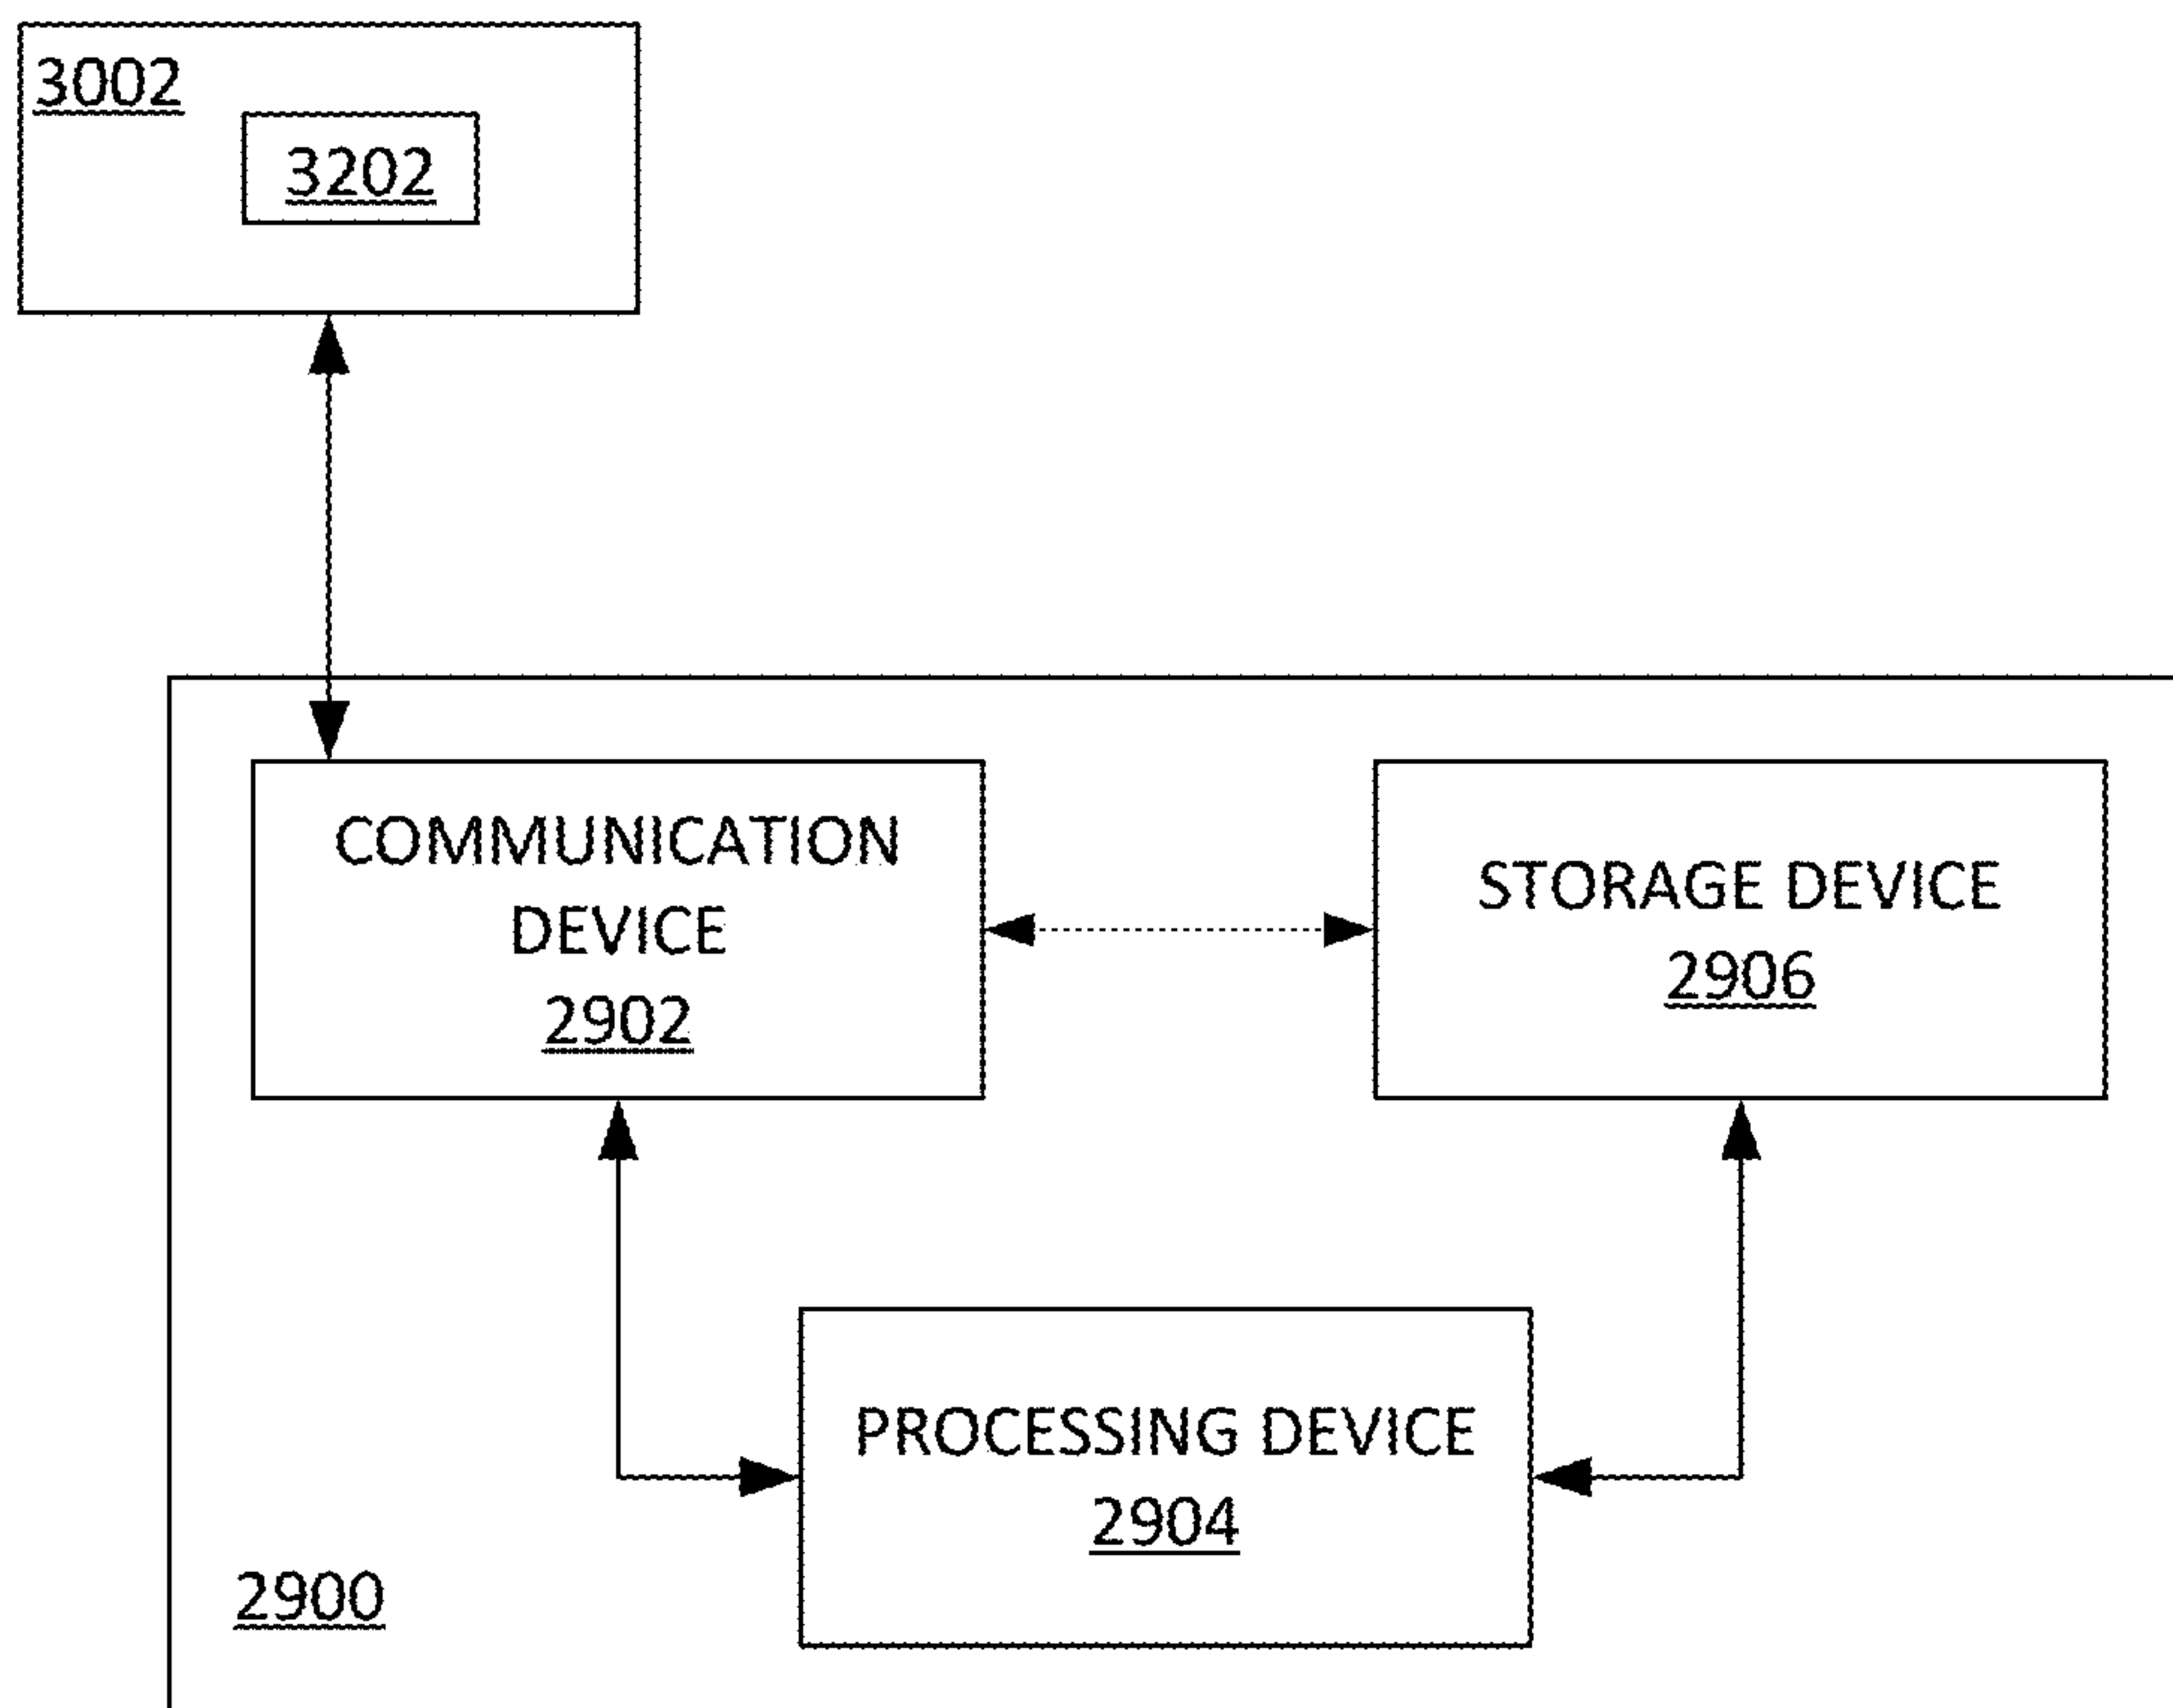 3002
3202
COMMUNICATION
DEVICE
2902
STORAGE DEVICE
2906
PROCESSING DEVICE
2904
2900